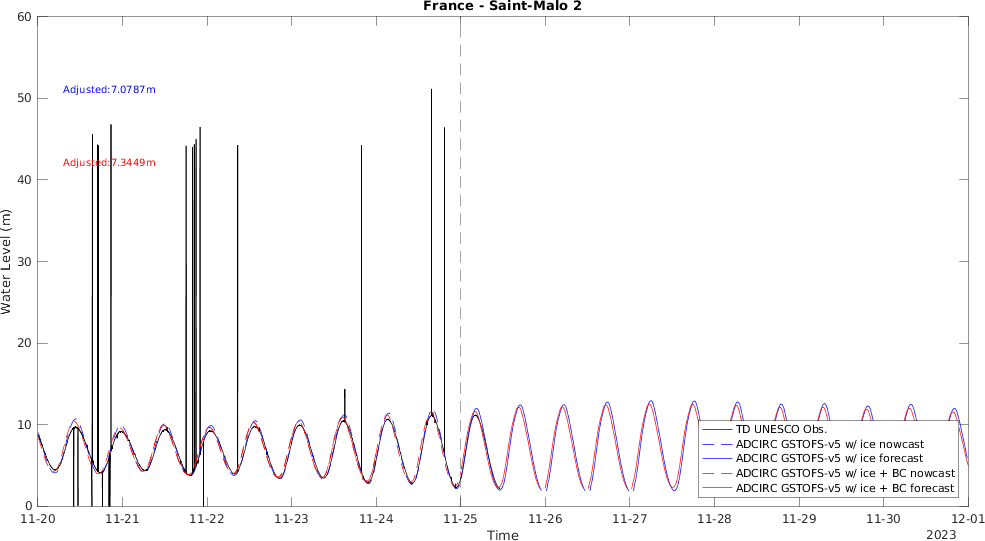 France - Saint-Malo 2
60
50
40
30
20
10
0
Water Level (m)
Adjusted:7.0787m
Adjusted:7.3449m
TD UNESCO Obs.
ADCIRC GSTOFS-v5 w/ ice nowcast
ADCIRC GSTOFS-v5 w/ ice forecast
ADCIRC GSTOFS-v5 w/ ice + BC nowcast
ADCIRC GSTOFS-v5 w/ ice + BC forecast
11-20 11-21 11-22 11-23 11-24 11-25 11-26 11-27 11-28 11-29 11-30 12-01
Time
2023